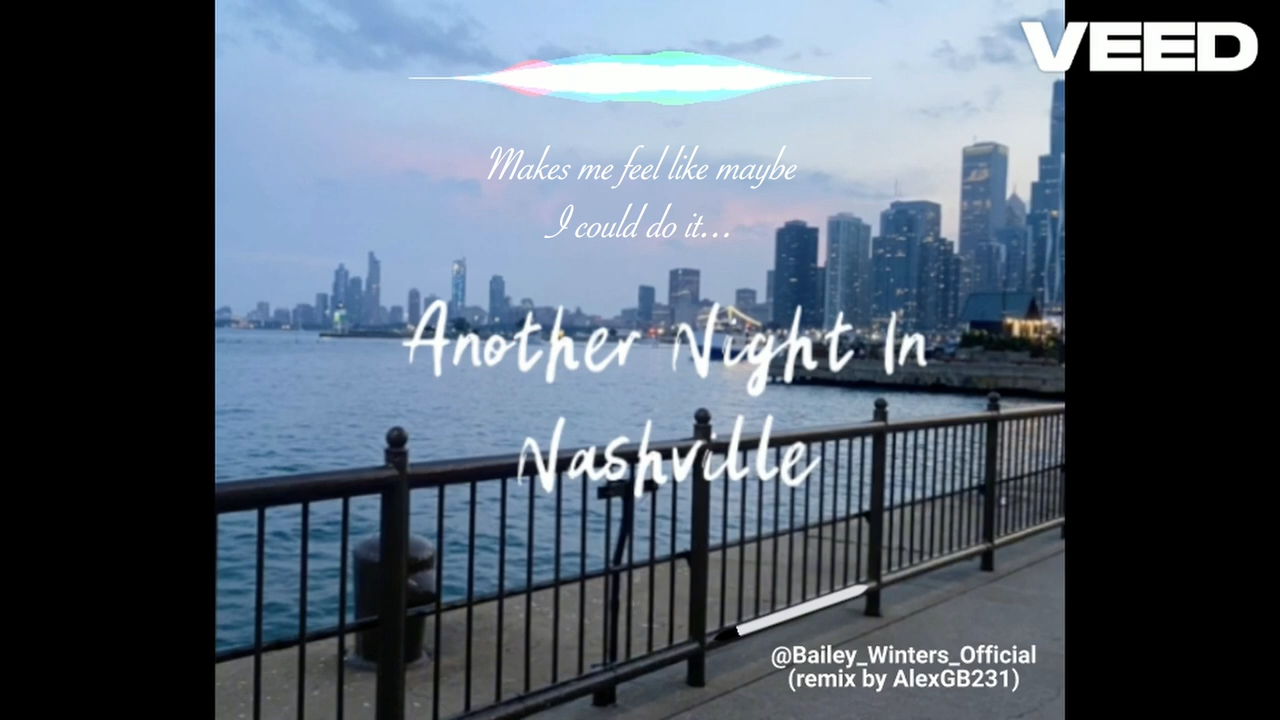 VEED
Makes me feel like maybe
I could do it...
Another Night In
Nashville
@Bailey_Winters_Official
(remix by AlexGB231)